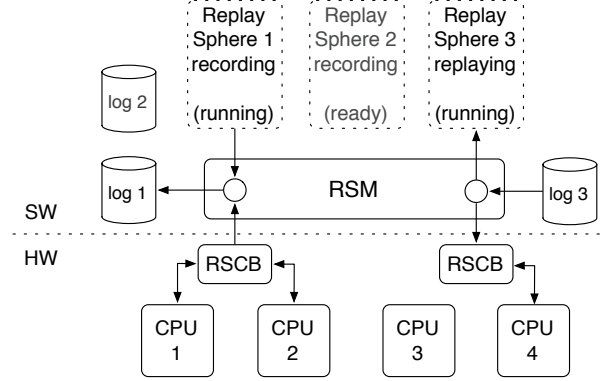 Replay
Sphere 1
recording
(running)
Replay
Sphere 2
recording
(ready)
Replay
Sphere 3
replaying
(running)
log 2
log 1
RSM
log 3
SW
HW
RSCB
RSCB
CPU
1
CPU
2
CPU
3
CPU
4